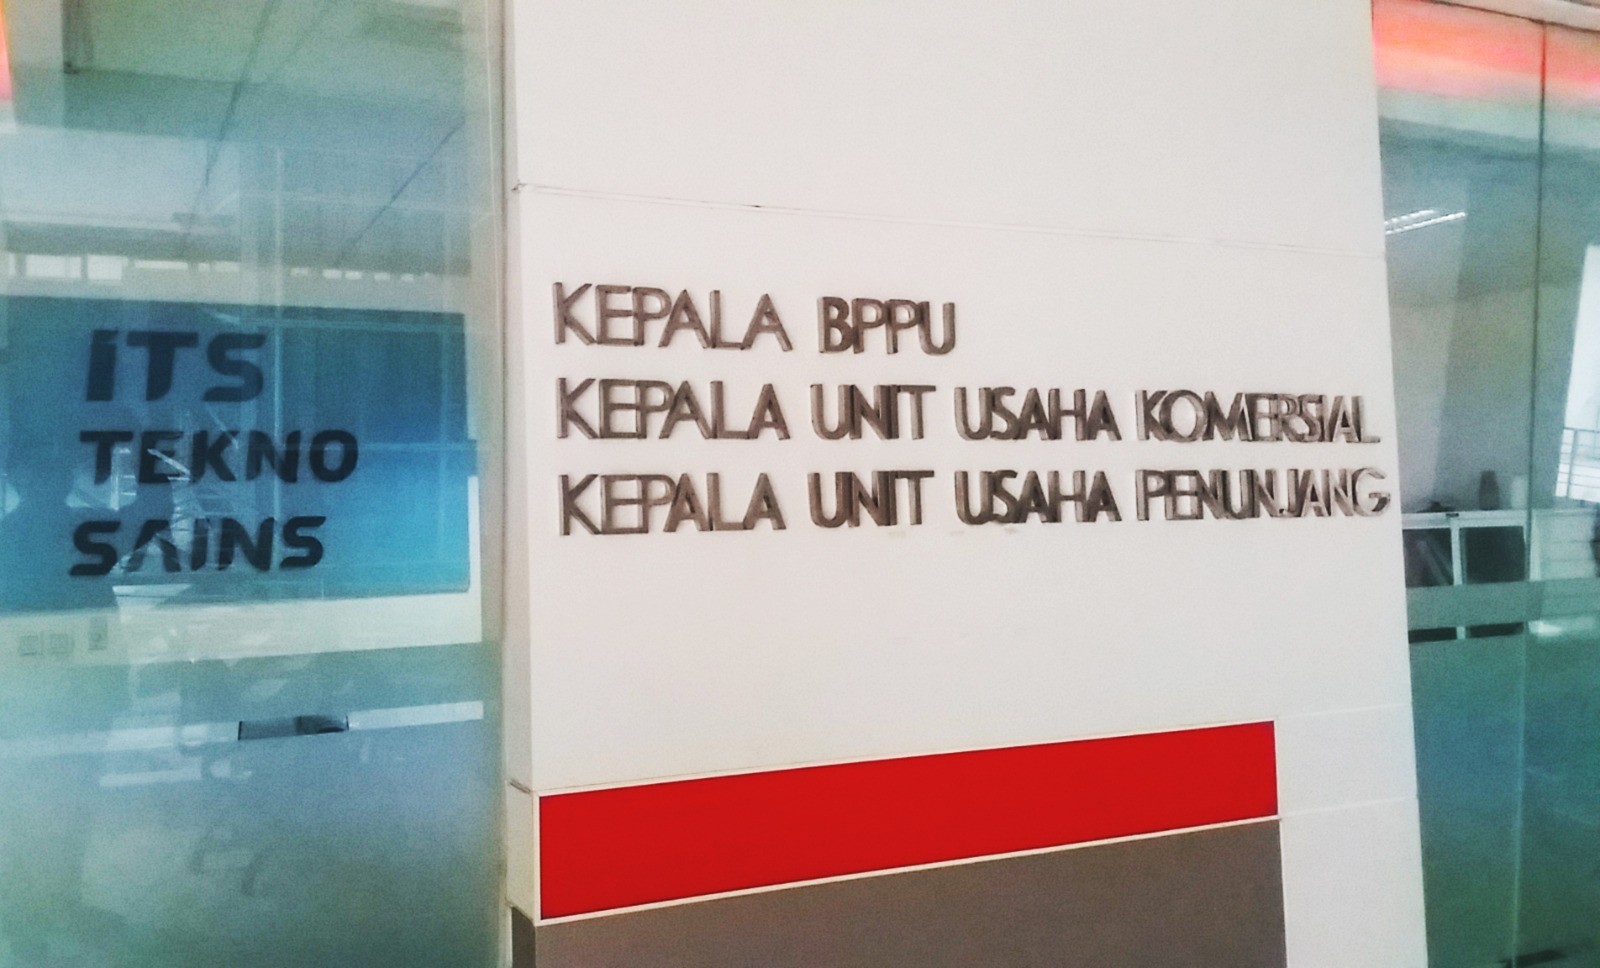 ITS
TEKNO
SAINS
KEPALA BPPU
KEPALA UNIT USAHA KOMERSIAL
KEPALA UNIT USAHA PENUNJANG